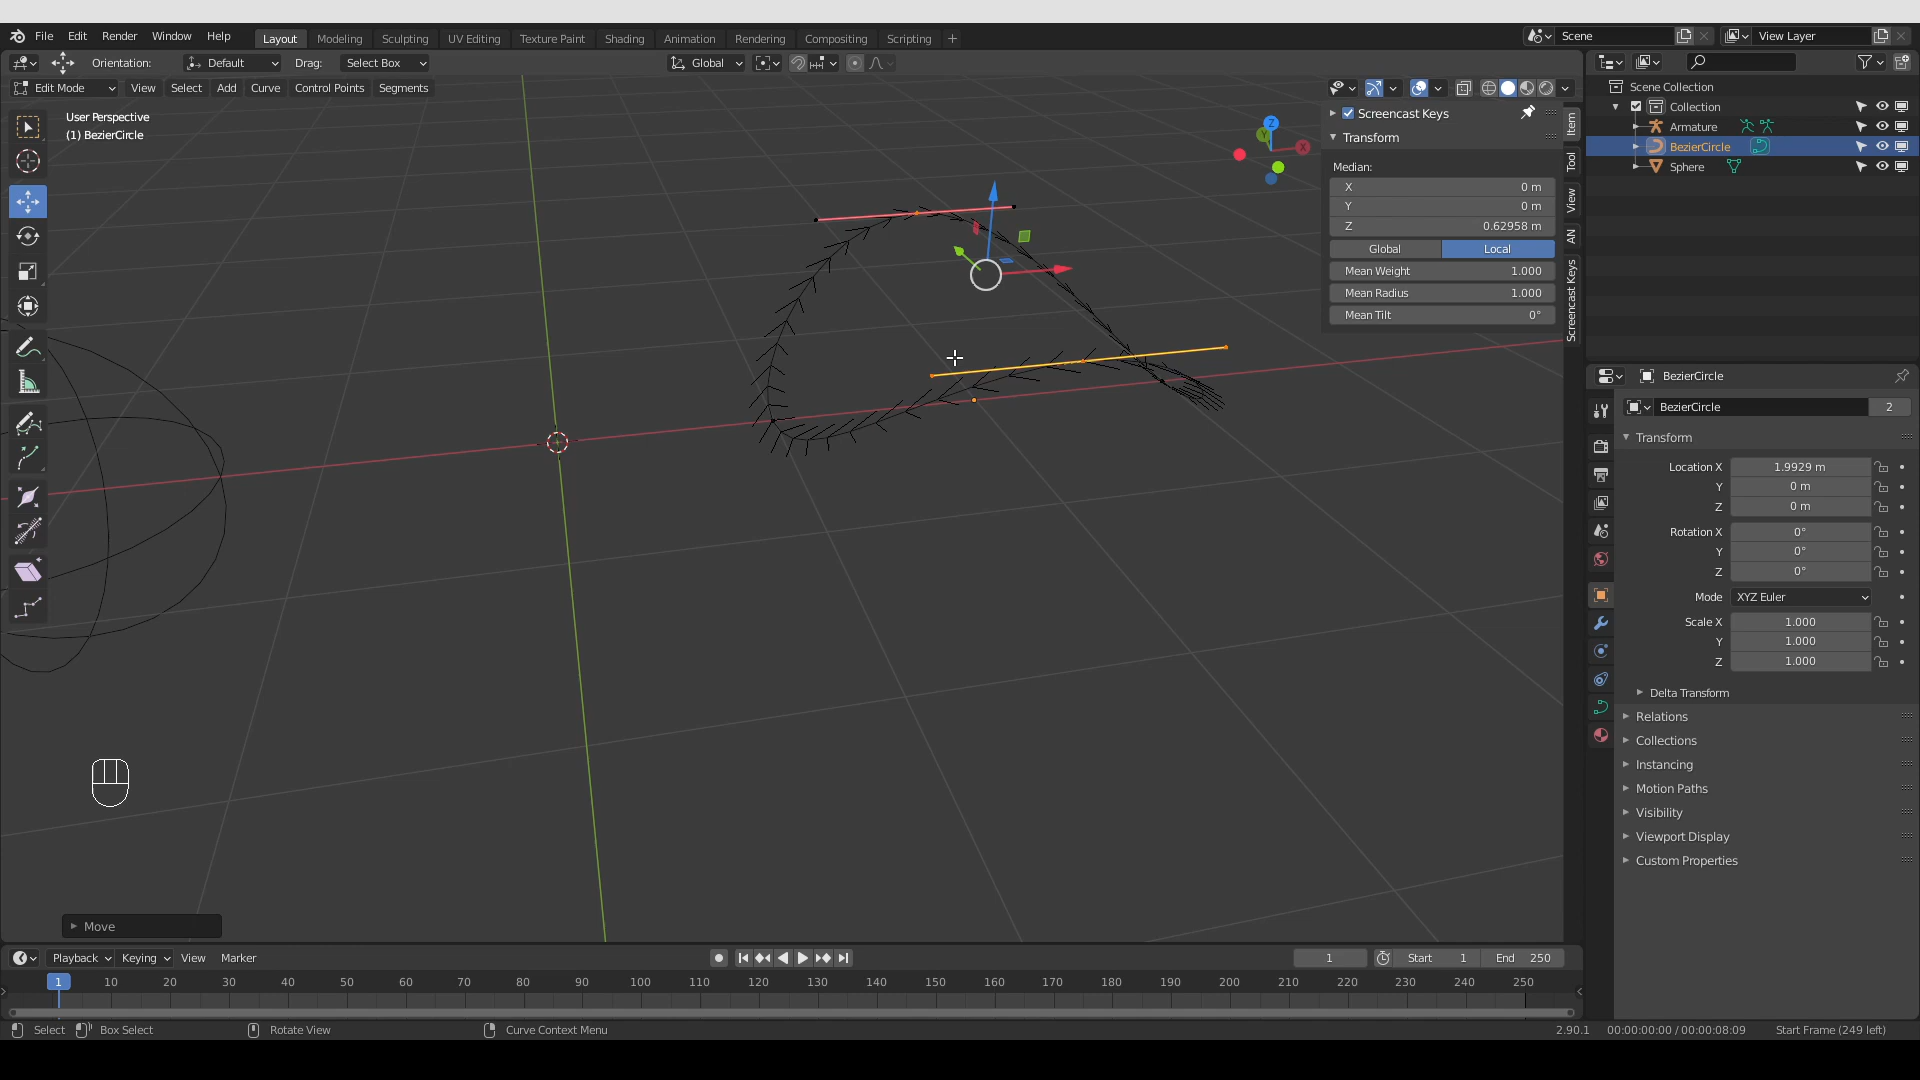 File Edit Render Window Help Layout Modeling Sculpting UV Editing Texture Paint Shading Animation Rendering Compositing Scripting + Scene View Layer
Orientation: Default Drag: Select Box Global
Edit Mode View Select Add Curve Control Points Segments
User Perspective
(1) BezierCircle
Z
Y
X
Screencast Keys
Transform
Median:
X 0 m
Y 0 m
Z 0.62958 m
Global Local
Mean Weight 1.000
Mean Radius 1.000
Mean Tilt 0°
Item
Tool
View
AN
Screencast Keys
Scene Collection
Collection
Armature
BezierCircle
Sphere
BezierCircle
BezierCircle 2
Transform
Location X 1.9929 m
Y 0 m
Z 0 m
Rotation X 0°
Y 0°
Z 0°
Mode XYZ Euler
Scale X 1.000
Y 1.000
Z 1.000
Delta Transform
Relations
Collections
Instancing
Motion Paths
Visibility
Viewport Display
Custom Properties
Move
Playback Keying View Marker 1 Start 1 End 250
1 10 20 30 40 50 60 70 80 90 100 110 120 130 140 150 160 170 180 190 200 210 220 230 240 250
Select Box Select Rotate View Curve Context Menu 2.90.1 00:00:00:00 / 00:00:08:09 Start Frame (249 left)